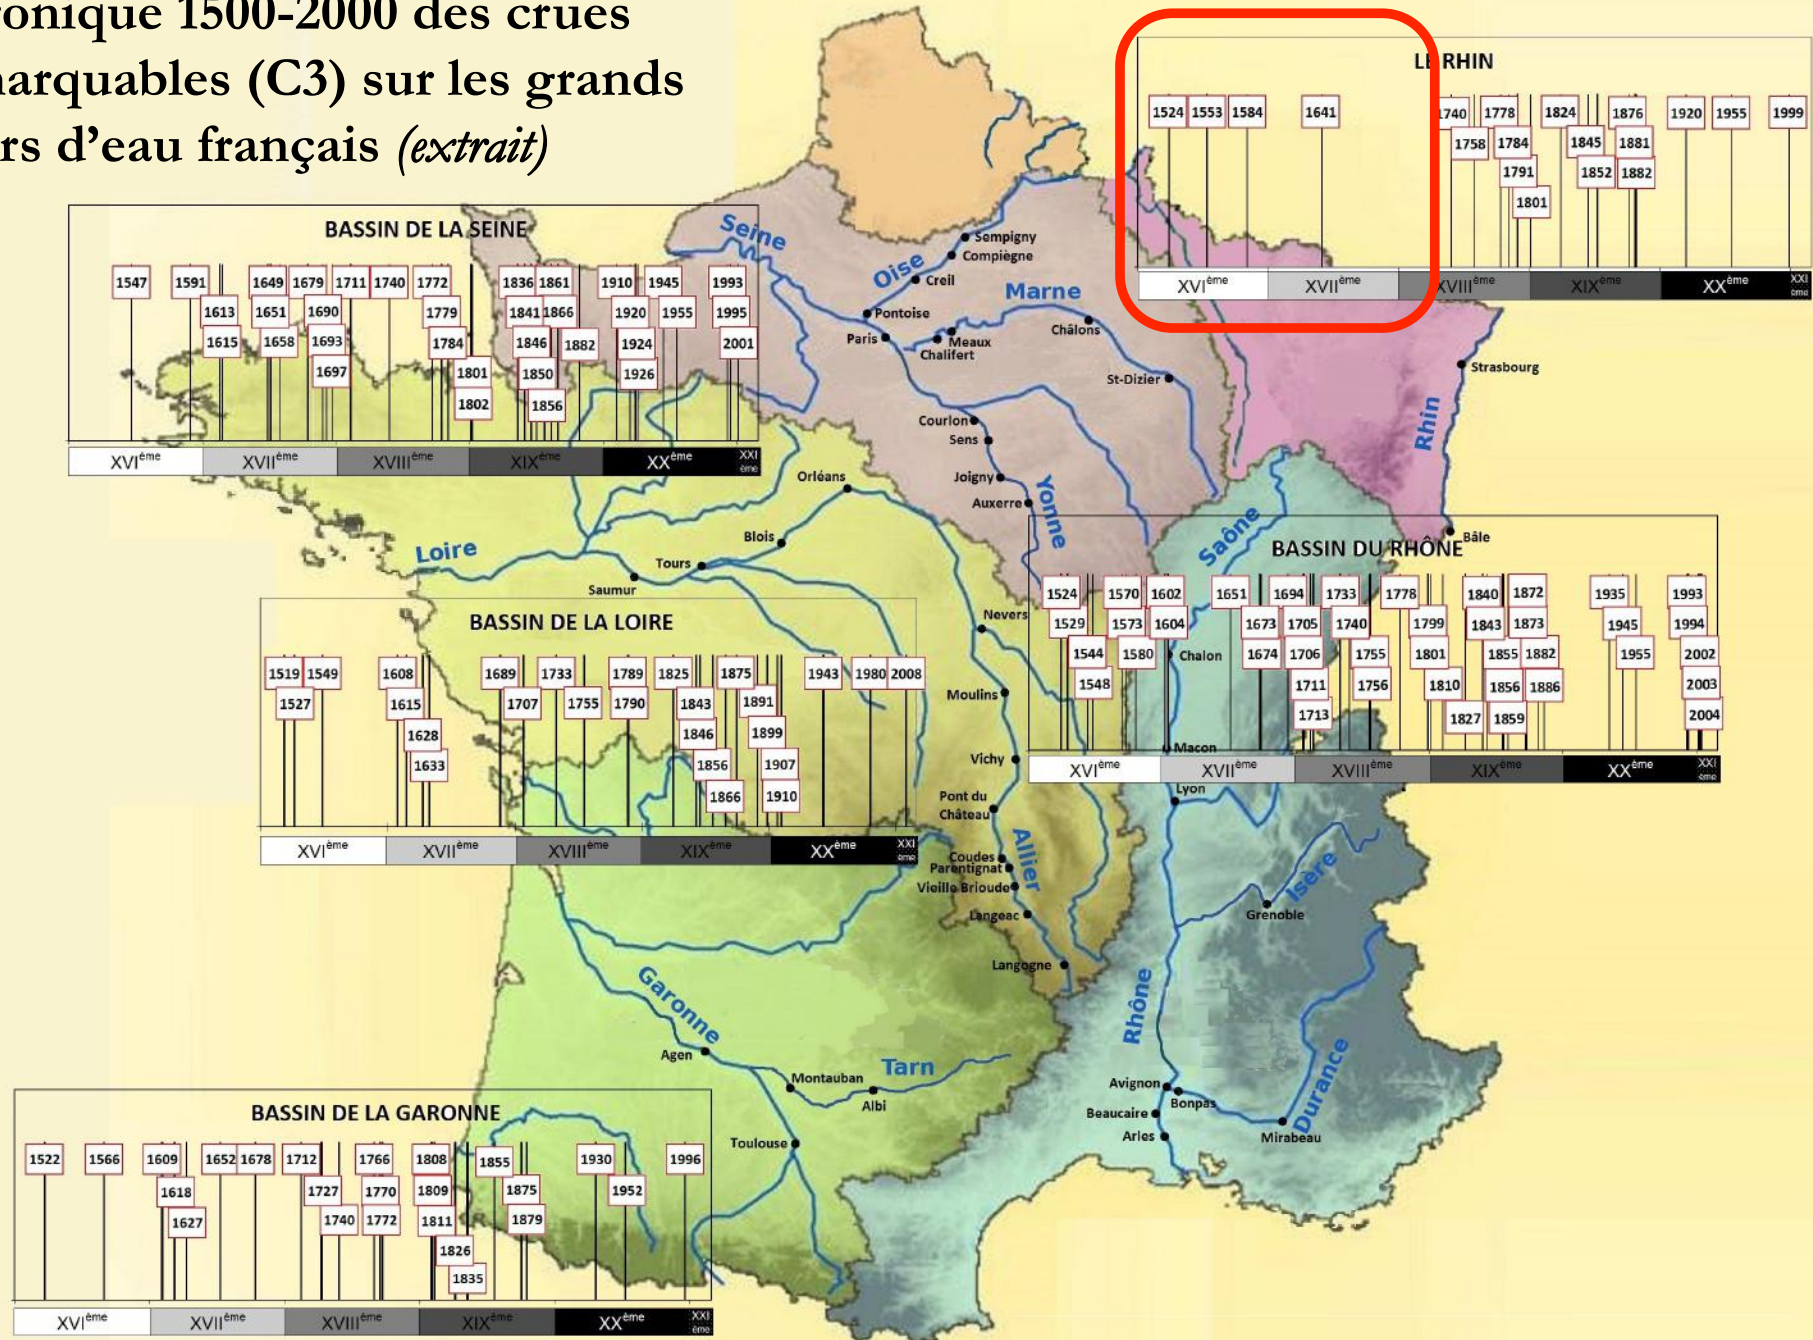 ronique 1500-2000 des crues
narquables (C3) sur les grands
rs d’eau français (extrait)
LE RHIN
1524 1553 1584 1641 1740 1778 1824 1876 1920 1955 1999
1758 1784 1845 1881
1791 1852 1882
1801
XVIème XVIIème XVIIIème XIXème XXème XXI ème
BASSIN DE LA SEINE
1547 1591 1649 1679 1711 1740 1772 1836 1861 1910 1945 1993
1613 1651 1690 1779 1841 1866 1920 1955 1995
1615 1658 1693 1784 1846 1882 1924 2001
1697 1801 1850 1926
1802 1856
XVIème XVIIème XVIIIème XIXème XXème XXI ème
Seine
Oise
Marne
Sempigny
Compiègne
Creil
Pontoise
Paris
Meaux
Chalifert
Châlons
St-Dizier
Strasbourg
Rhin
Courlon
Sens
Joigny
Auxerre
Yonne
Orléans
Blois
Tours
Saumur
Loire
Saône
Bâle
Nevers
BASSIN DU RHÔNE
1524 1570 1602 1651 1694 1733 1778 1840 1872 1935 1993
1529 1573 1604 1673 1705 1740 1799 1843 1873 1945 1994
1544 1580 Chalon 1674 1706 1755 1801 1855 1882 1955 2002
1548 1711 1756 1810 1856 1886 2003
1713 1827 1859 2004
Macon
XVIème XVIIème XVIIIème XIXème XXème XXI ème
BASSIN DE LA LOIRE
1519 1549 1608 1689 1733 1789 1825 1875 1943 1980 2008
1527 1615 1707 1755 1790 1843 1891
1628 1846 1899
1633 1856 1907
1866 1910
XVIème XVIIème XVIIIème XIXème XXème XXI ème
Moulins
Vichy
Pont du
Château
Allier
Coudes
Parentignat
Vieille Brioude
Langeac
Langogne
Lyon
Isère
Grenoble
Rhône
Durance
Avignon
Bonpas
Beaucaire
Arles
Mirabeau
Garonne
Agen
Montauban
Tarn
Albi
Toulouse
BASSIN DE LA GARONNE
1522 1566 1609 1652 1678 1712 1766 1808 1855 1930 1996
1618 1727 1770 1809 1875 1952
1627 1740 1772 1811 1879
1826
1835
XVIème XVIIème XVIIIème XIXème XXème XXI ème